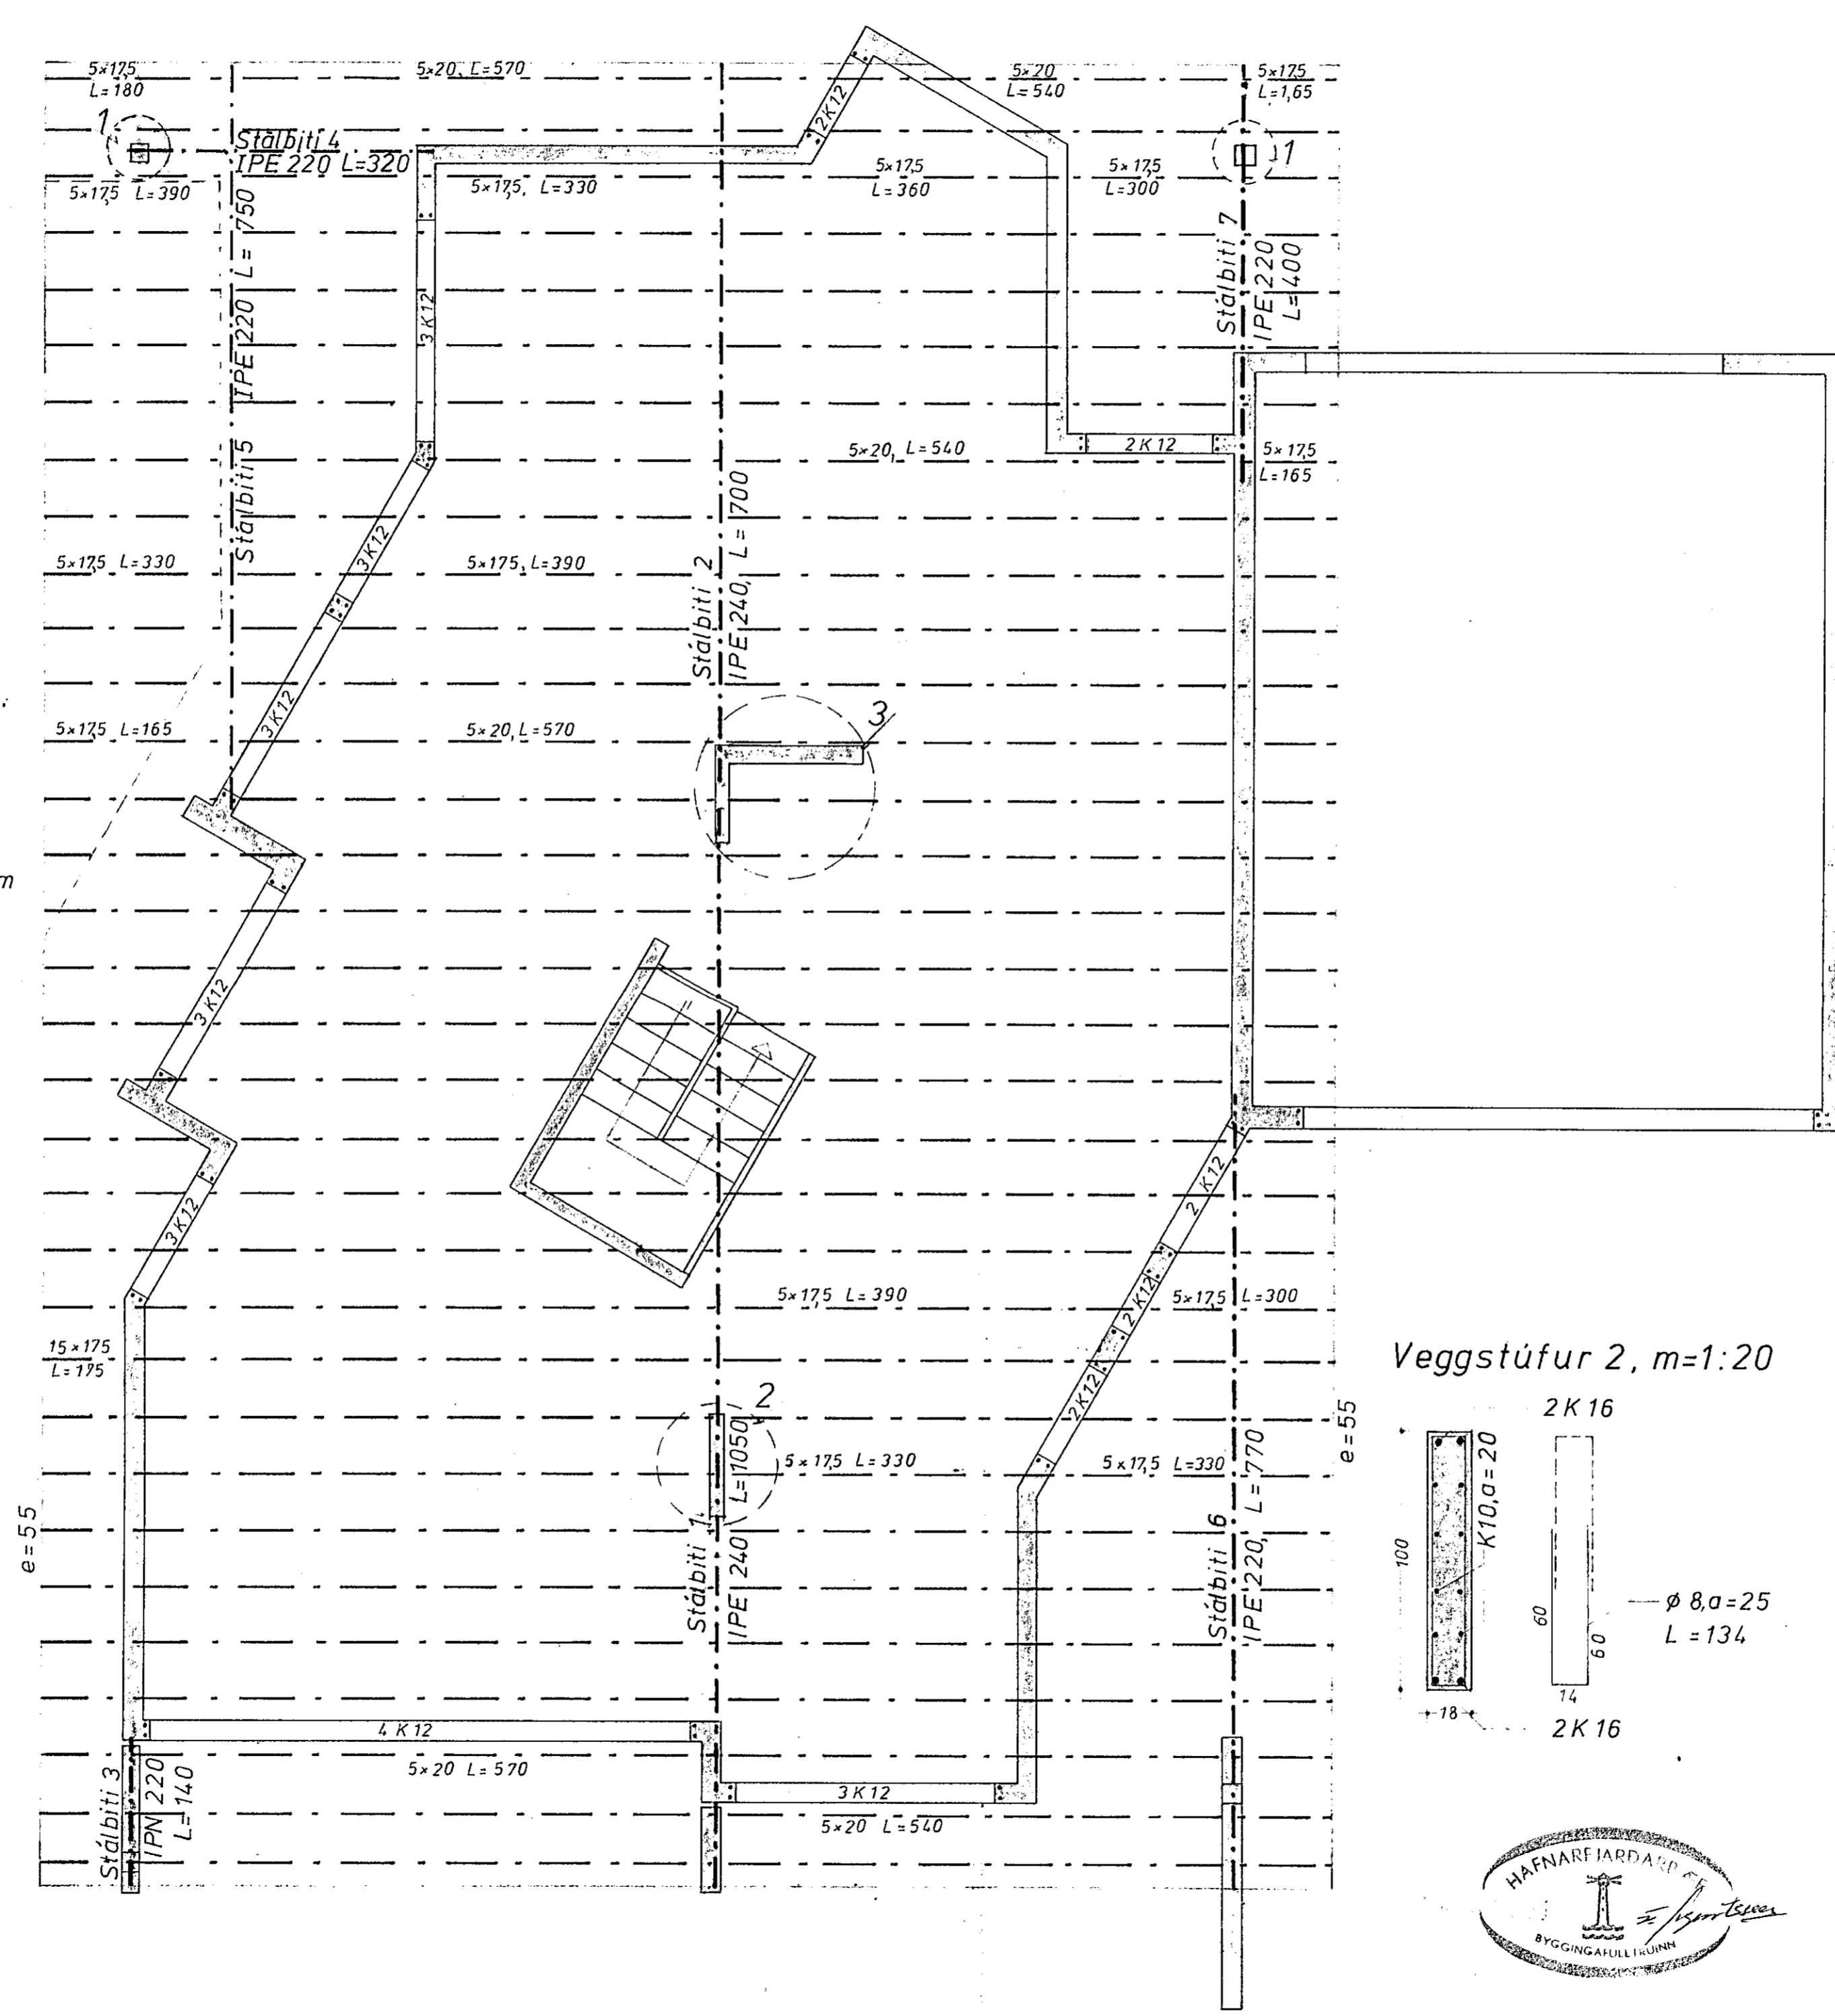 5×17,5
L=180
5×20, L=570
5×20
L=540
5×17,5
L=1,65
1
Stálbiti 4
IPE 220 L=320
2K12
1
5×17,5 L=390
5×17,5, L=330
5×17,5
L=360
5×17,5
L=300
Stálbiti 5 IPE 220 L= 750
3K12
Stálbiti 7
IPE 220
L=400
5×20, L=540
2K12
5×17,5
L=165
3K12
5×17,5 L=330
5×175, L=390
Stálbiti 2
IPE 240, L= 700
3K12
5×17,5 L=165
5×20, L=570
3
m
3K12
2 K12
3K12
5×17,5 L=390
2 K12
5×17,5 L=300
15×175
L=175
2K12
2
Veggstúfur 2, m=1:20
2K16
5×17,5 L=330
5×17,5 L=330
e=55
K10,a=20
100
e=55
Stálbiti 1
IPE 240 L=1050
Stálbiti 6
IPE 220, L=770
60
60
ϕ 8,a=25
L =134
14
18
2K16
4 K12
5×20 L=570
3K12
5×20 L=540
Stálbiti 3
IPN 220
L=140
HAFNARFJARÐAR
BYGGINGAFULLTRÚINN